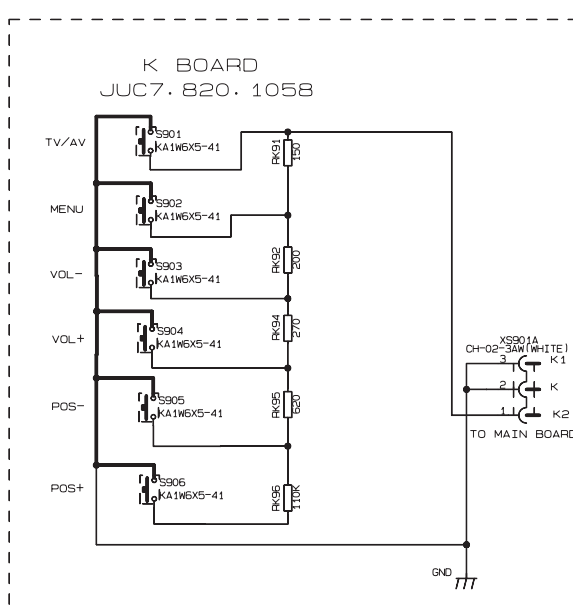 K BOARD
JUC7.820.1058
TV/AV
S901
KA1W6X5-41
RK91
150
MENU
S902
KA1W6X5-41
RK92
200
VOL-
S903
KA1W6X5-41
RK94
270
VOL+
S904
KA1W6X5-41
XS901A
CH-02-3AW(WHITE)
3
K1
2
K
1
K2
TO MAIN BOARD
POS-
S905
KA1W6X5-41
RK95
620
POS+
S906
KA1W6X5-41
RK96
110K
GND